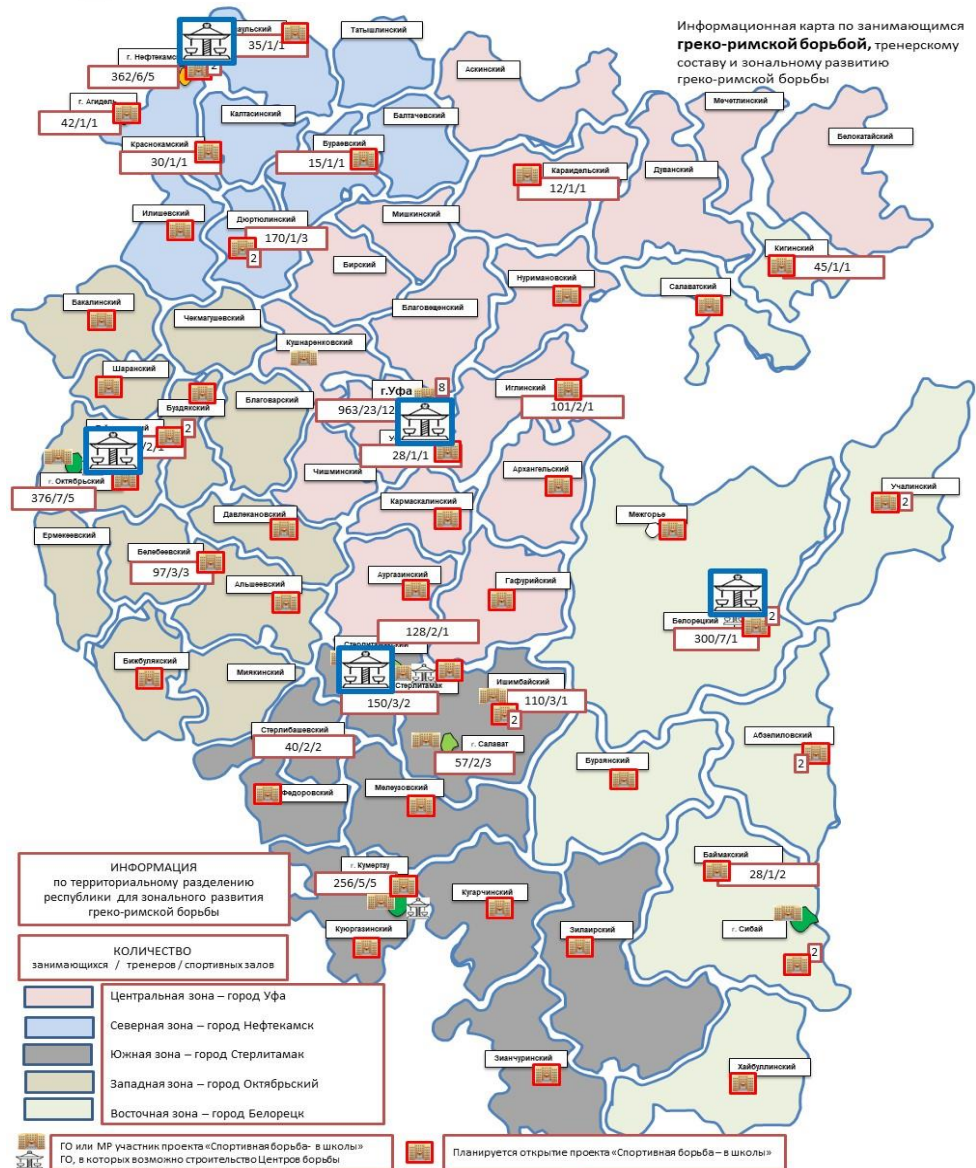 Информационная карта по занимающимся
греко-римской борьбой, тренерскому
составу и зональному развитию
греко-римской борьбы
35/1/1
Татышлинский
г. Нефтекамск
2
362/6/5
Аскинский
г. Агидель
42/1/1
Калтасинский
Балтачевский
Мечетлинский
Белокатайский
Краснокамский
30/1/1
Бураевский
15/1/1
Караидельский
12/1/1
Дуванский
Илишевский
Дюртюлинский
170/1/3
2
Мишкинский
Кигинский
45/1/1
Бирский
Нуримановский
Салаватский
Бакалинский
Чекмагушевский
Благовещенский
Кушнаренковский
Шаранский
Буздякский
Благоварский
г.Уфа
8
963/23/12
Иглинский
101/2/1
2
/2/1
28/1/1
г. Октябрьский
376/7/5
Чишминский
Архангельский
Учалинский
2
Кармаскалинский
Межгорье
Ермекеевский
Давлекановский
Белебеевский
97/3/3
Альшеевский
Аургазинский
Гафурийский
Белорецкий
2
300/7/1
128/2/1
Бижбулякский
Миякинский
Стерлитамак
150/3/2
Ишимбайский
110/3/1
2
Стерлибашевский
40/2/2
г. Салават
57/2/3
Абзелиловский
2
Бурзянский
Федоровский
Мелеузовский
Баймакский
28/1/2
г. Кумертау
256/5/5
Кугарчинский
Зилаирский
г. Сибай
2
Куюргазинский
Зианчуринский
Хайбуллинский
ИНФОРМАЦИЯ
по территориальному разделению
республики для зонального развития
греко-римской борьбы
КОЛИЧЕСТВО
занимающихся / тренеров / спортивных залов
Центральная зона – город Уфа
Северная зона – город Нефтекамск
Южная зона – город Стерлитамак
Западная зона – город Октябрьский
Восточная зона – город Белорецк
ГО или МР участник проекта «Спортивная борьба- в школы»
ГО, в которых возможно строительство Центров борьбы
Планируется открытие проекта «Спортивная борьба – в школы»